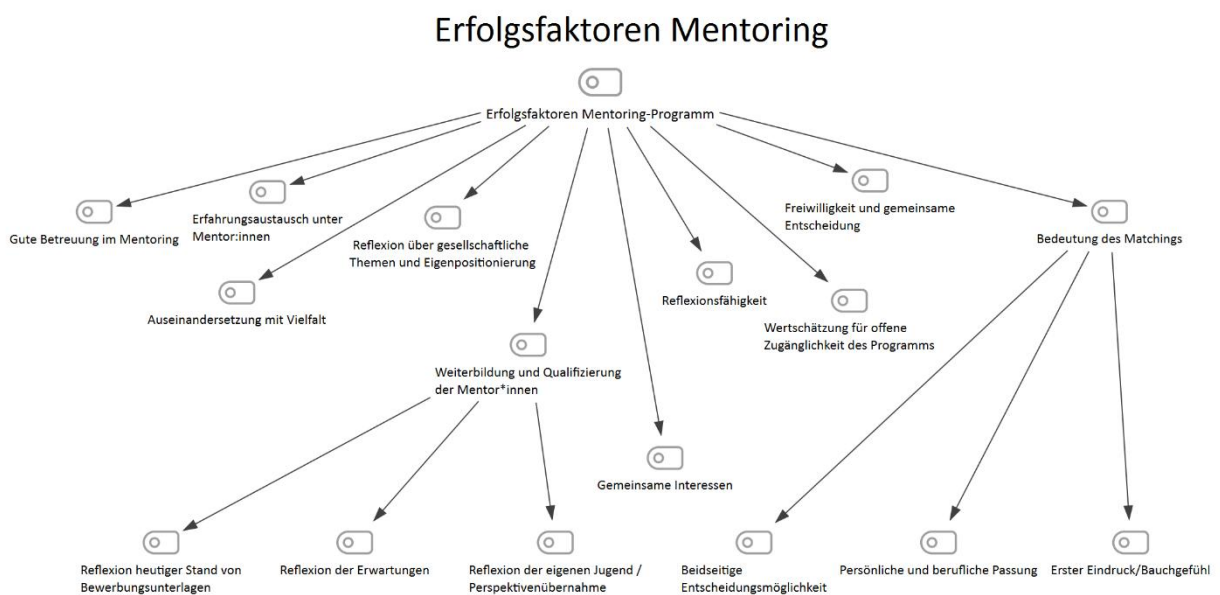 Erfolgsfaktoren Mentoring
Erfolgsfaktoren Mentoring-Programm
Gute Betreuung im Mentoring
Erfahrungsaustausch unter
Mentor:innen
Reflexion über gesellschaftliche
Themen und Eigenpositionierung
Freiwilligkeit und gemeinsame
Entscheidung
Bedeutung des Matchings
Auseinandersetzung mit Vielfalt
Reflexionsfähigkeit
Wertschätzung für offene
Zugänglichkeit des Programms
Weiterbildung und Qualifizierung
der Mentor*innen
Gemeinsame Interessen
Reflexion heutiger Stand von
Bewerbungsunterlagen
Reflexion der Erwartungen
Reflexion der eigenen Jugend /
Perspektivenübernahme
Beidseitige
Entscheidungsmöglichkeit
Persönliche und berufliche Passung
Erster Eindruck/Bauchgefühl